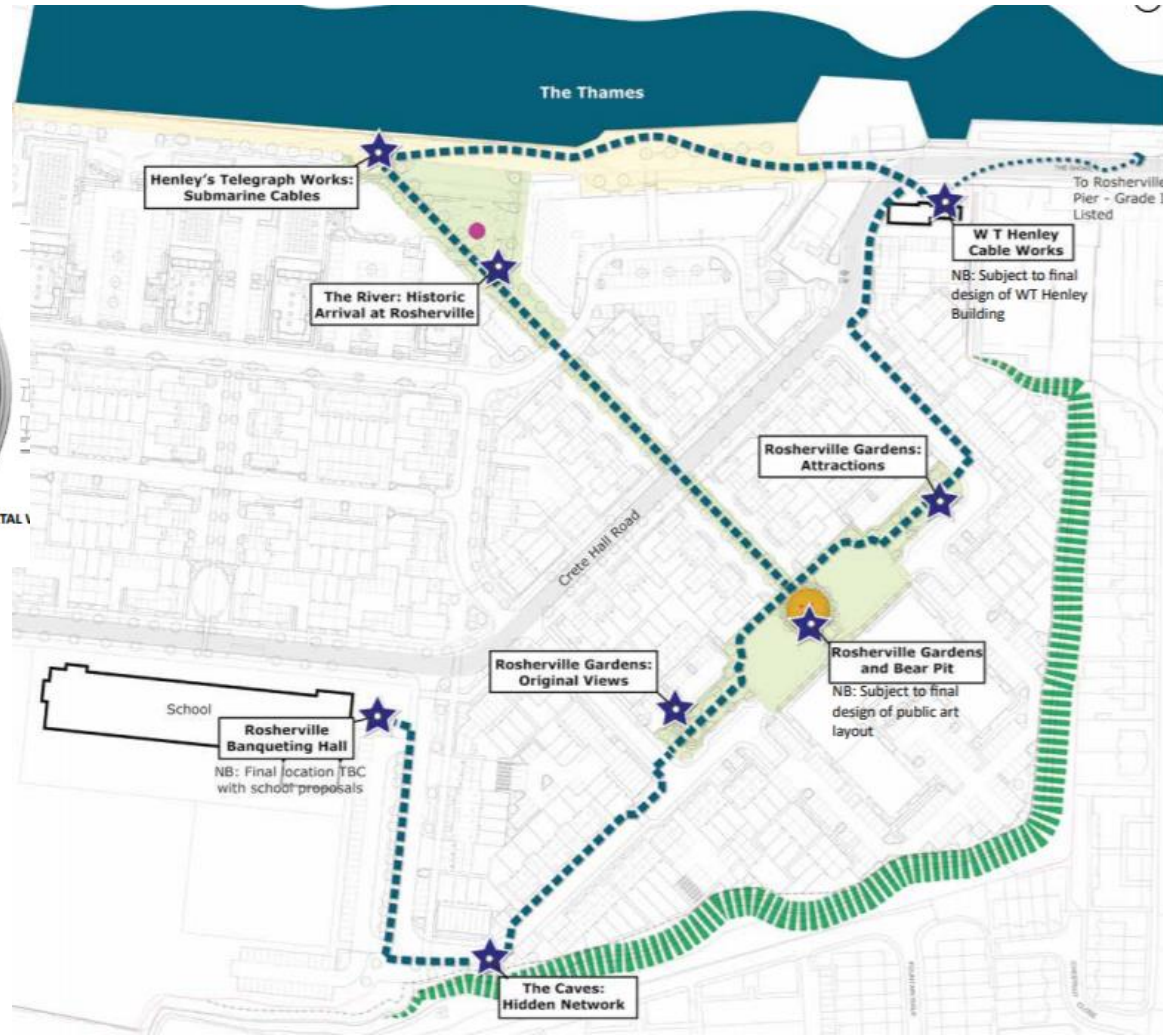 The Thames
Henley's Telegraph Works:
Submarine Cables
To Rosherville
Pier - Grade
Listed
W T Henley
Cable Works
NB: Subject to final
design of WT Henley
Building
The River: Historic
Arrival at Rosherville
Rosherville Gardens:
Attractions
TAL
Crete Hall Road
Rosherville Gardens:
Original Views
Rosherville Gardens
and Bear Pit
NB: Subject to final
design of public art
layout
School
Rosherville
Banqueting Hall
NB: Final location TBC
with school proposals
The Caves:
Hidden Network